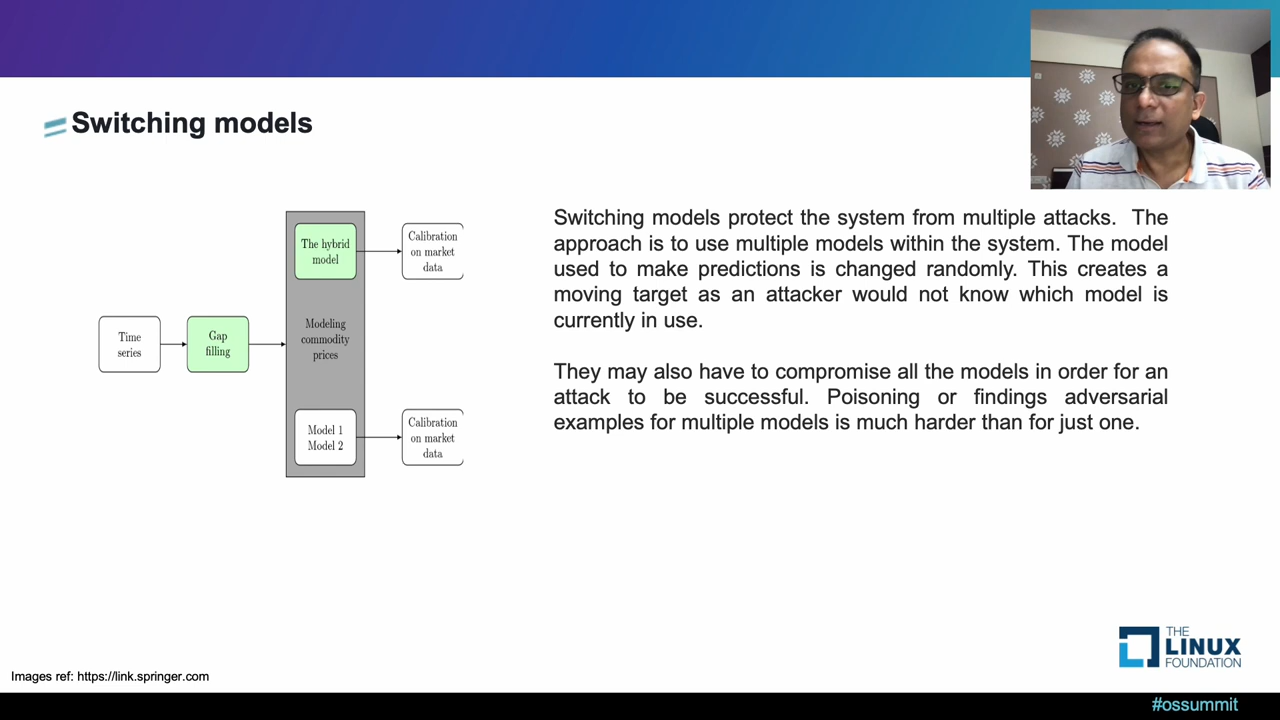 Switching models
Time
series
Gap
filling
The hybrid
model
Modeling
commodity
prices
Model 1
Model 2
Calibration
on market
data
Calibration
on market
data
Switching models protect the system from multiple attacks. The
approach is to use multiple models within the system. The model
used to make predictions is changed randomly. This creates a
moving target as an attacker would not know which model is
currently in use.
They may also have to compromise all the models in order for an
attack to be successful. Poisoning or findings adversarial
examples for multiple models is much harder than for just one.
THE
LINUX
FOUNDATION
Images ref: https://link.springer.com
#ossummit